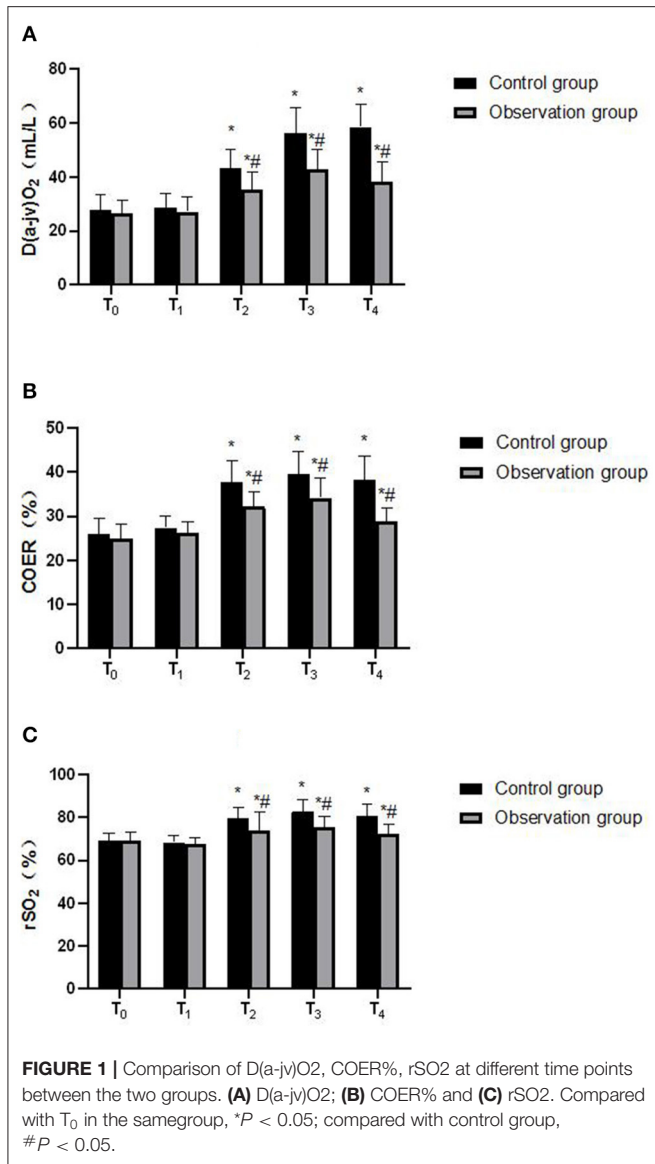 A
D(a-jv)O₂ (mL/L)
80
60
40
20
0
* *# * *# * *#
T₀ T₁ T₂ T₃ T₄
Control group
Observation group
B
COER (%)
50
40
30
20
10
0
* *# * *# * *#
T₀ T₁ T₂ T₃ T₄
Control group
Observation group
C
rSO₂ (%)
100
80
60
40
20
0
* *# * *# * *#
T₀ T₁ T₂ T₃ T₄
Control group
Observation group
FIGURE 1 | Comparison of D(a-jv)O2, COER%, rSO2 at different time points
between the two groups. (A) D(a-jv)O2; (B) COER% and (C) rSO2. Compared
with T₀ in the samegroup, *P < 0.05; compared with control group,
#P < 0.05.